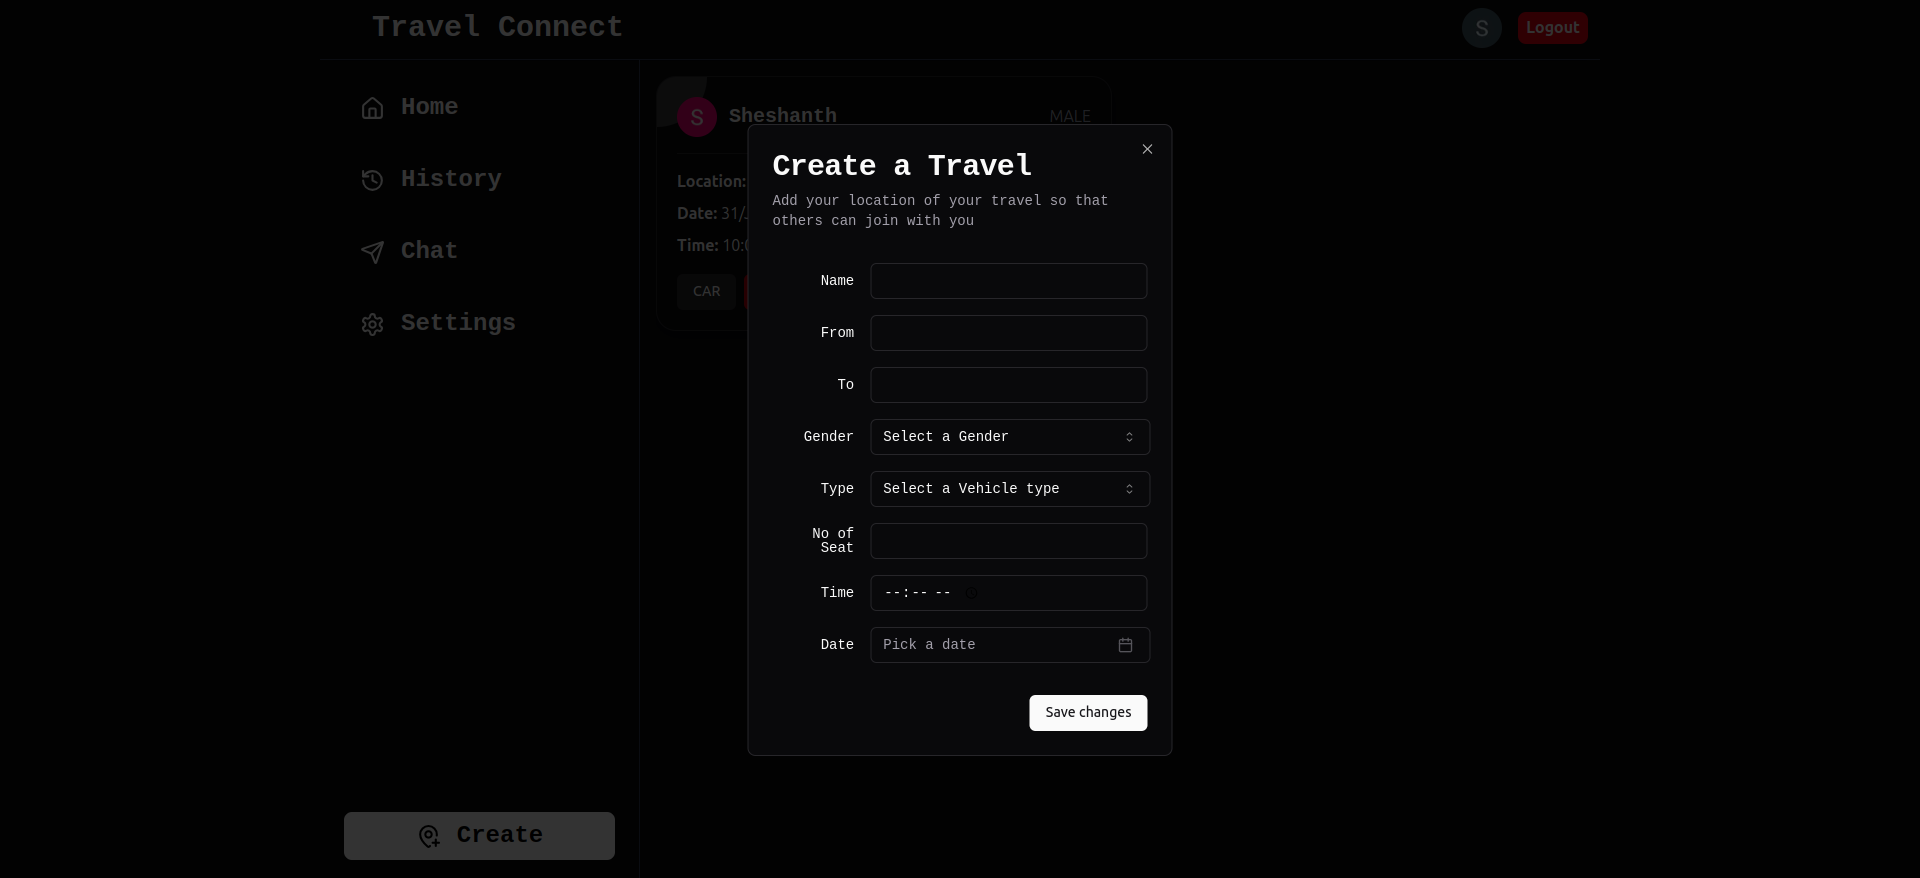 Travel Connect
S
Logout
Home
History
Chat
Settings
Create
S
Sheshanth
MALE
Location:
Date: 31/
Time: 10:
CAR
Create a Travel
Add your location of your travel so that
others can join with you
Name
From
To
Gender
Select a Gender
Type
Select a Vehicle type
No of
Seat
Time
--:-- --
Date
Pick a date
Save changes